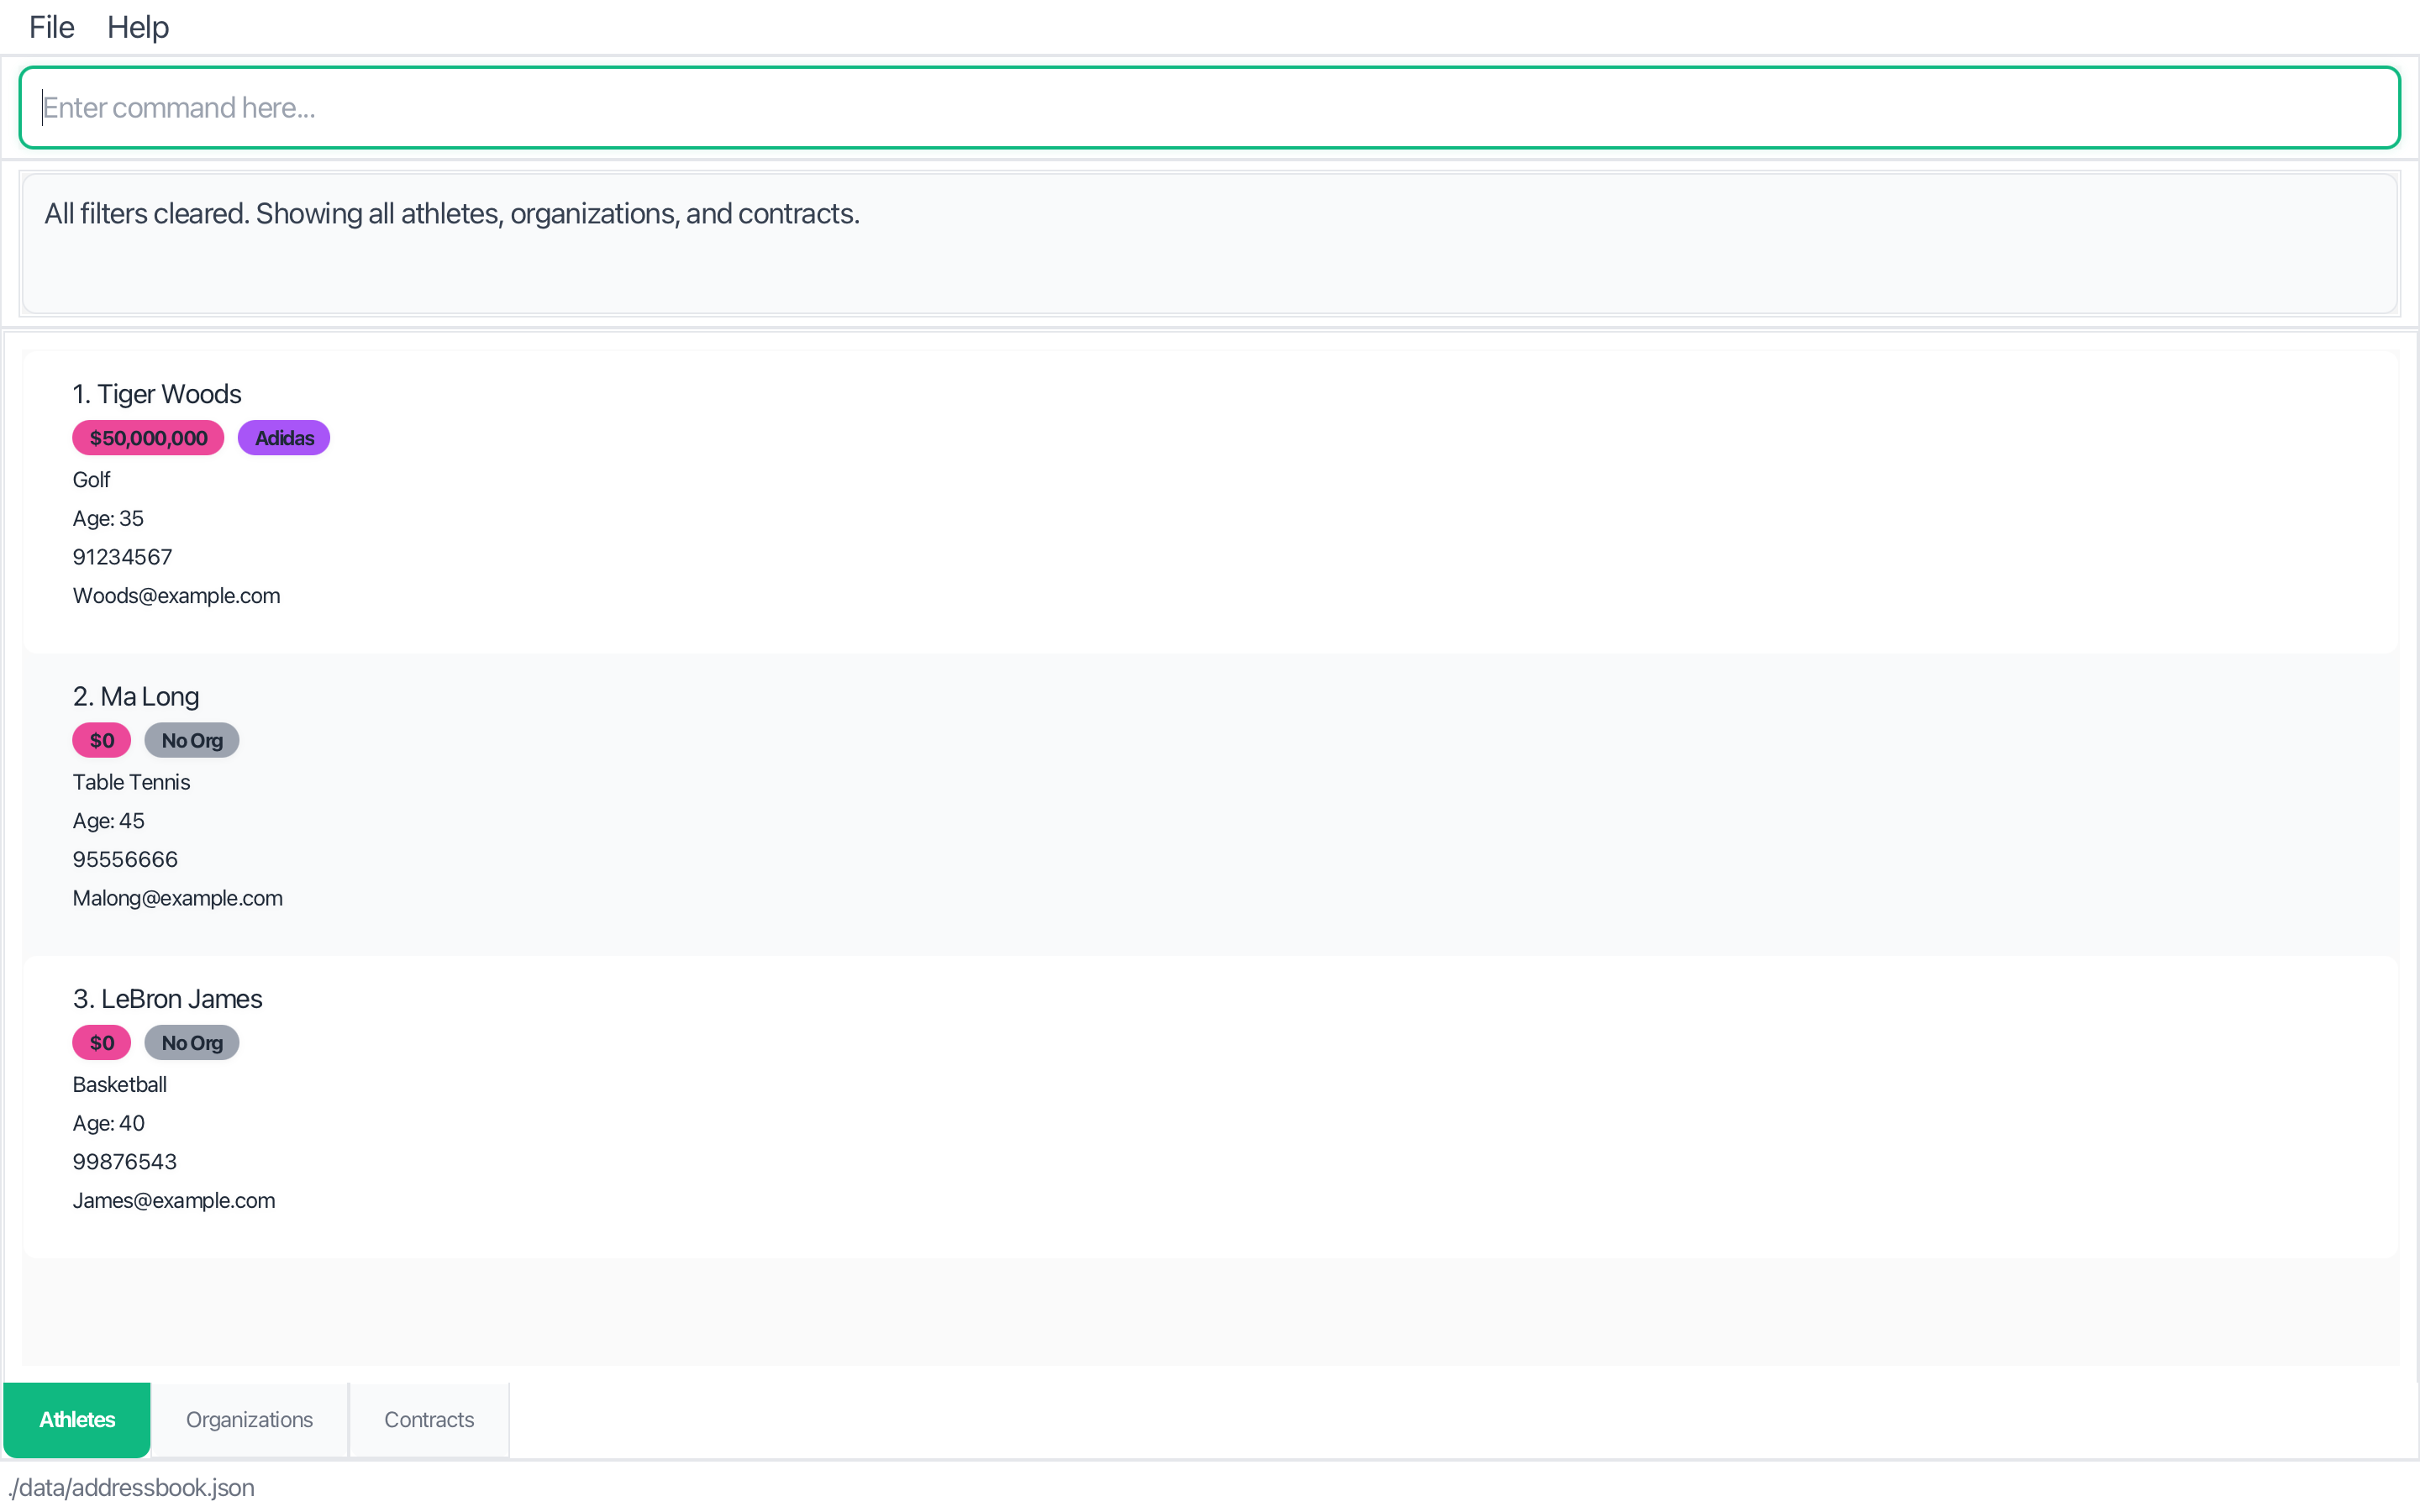 File Help
Enter command here...
All filters cleared. Showing all athletes, organizations, and contracts.
1. Tiger Woods
$50,000,000 Adidas
Golf
Age: 35
91234567
Woods@example.com
2. Ma Long
$0 No Org
Table Tennis
Age: 45
95556666
Malong@example.com
3. LeBron James
$0 No Org
Basketball
Age: 40
99876543
James@example.com
Athletes Organizations Contracts
./data/addressbook.json